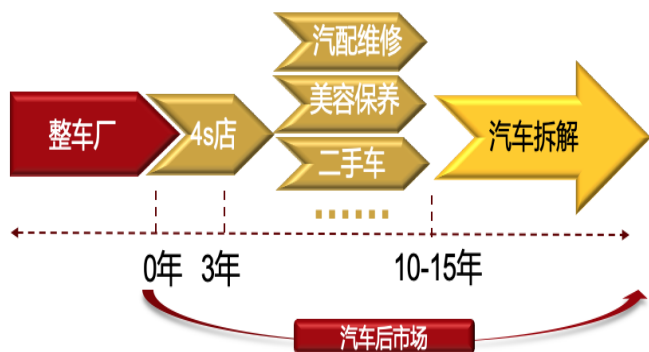 汽配维修
整车厂
4s店
美容保养
二手车
......
汽车拆解
0年
3年
10-15年
汽车后市场